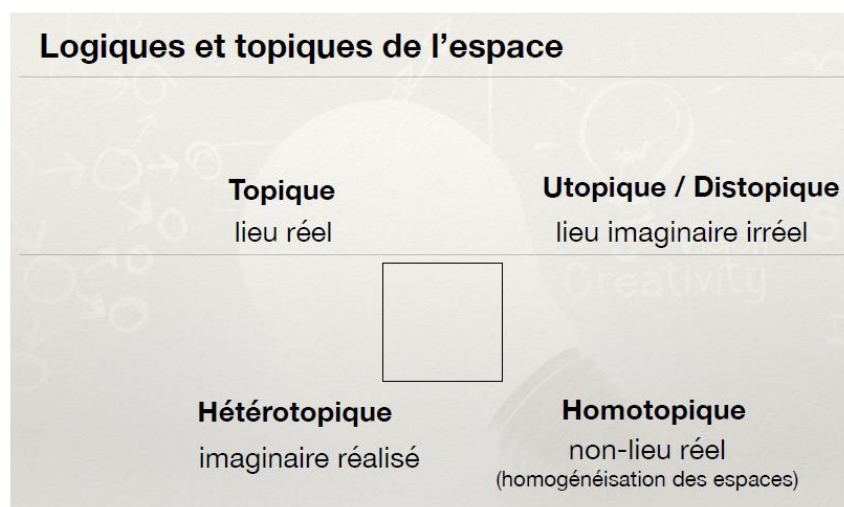 Logiques et topiques de l'espace
Topique
lieu réel
Utopique / Distopique
lieu imaginaire irréel
Creativity
Hétérotopique
imaginaire réalisé
Homotopique
non-lieu réel
(homogénéisation des espaces)